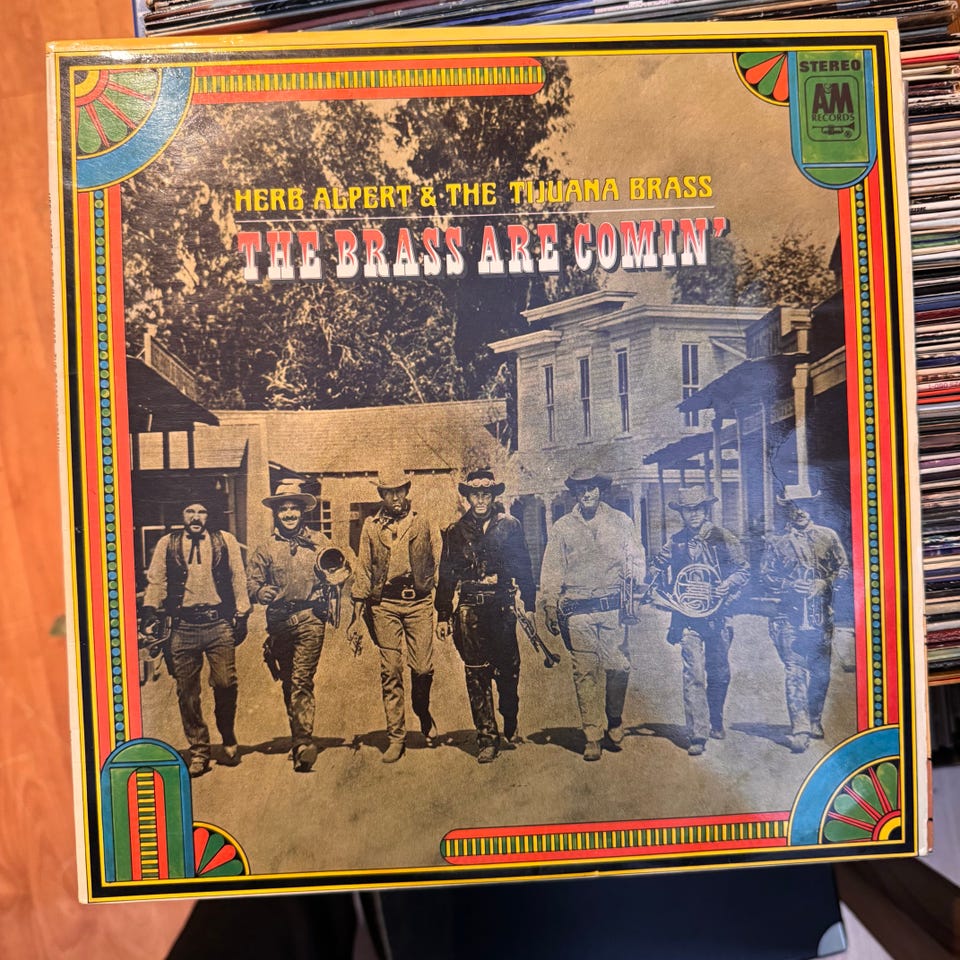 STEREO
A&M
RECORDS
HERB ALPERT & THE TIJUANA BRASS
THE BRASS ARE COMIN'